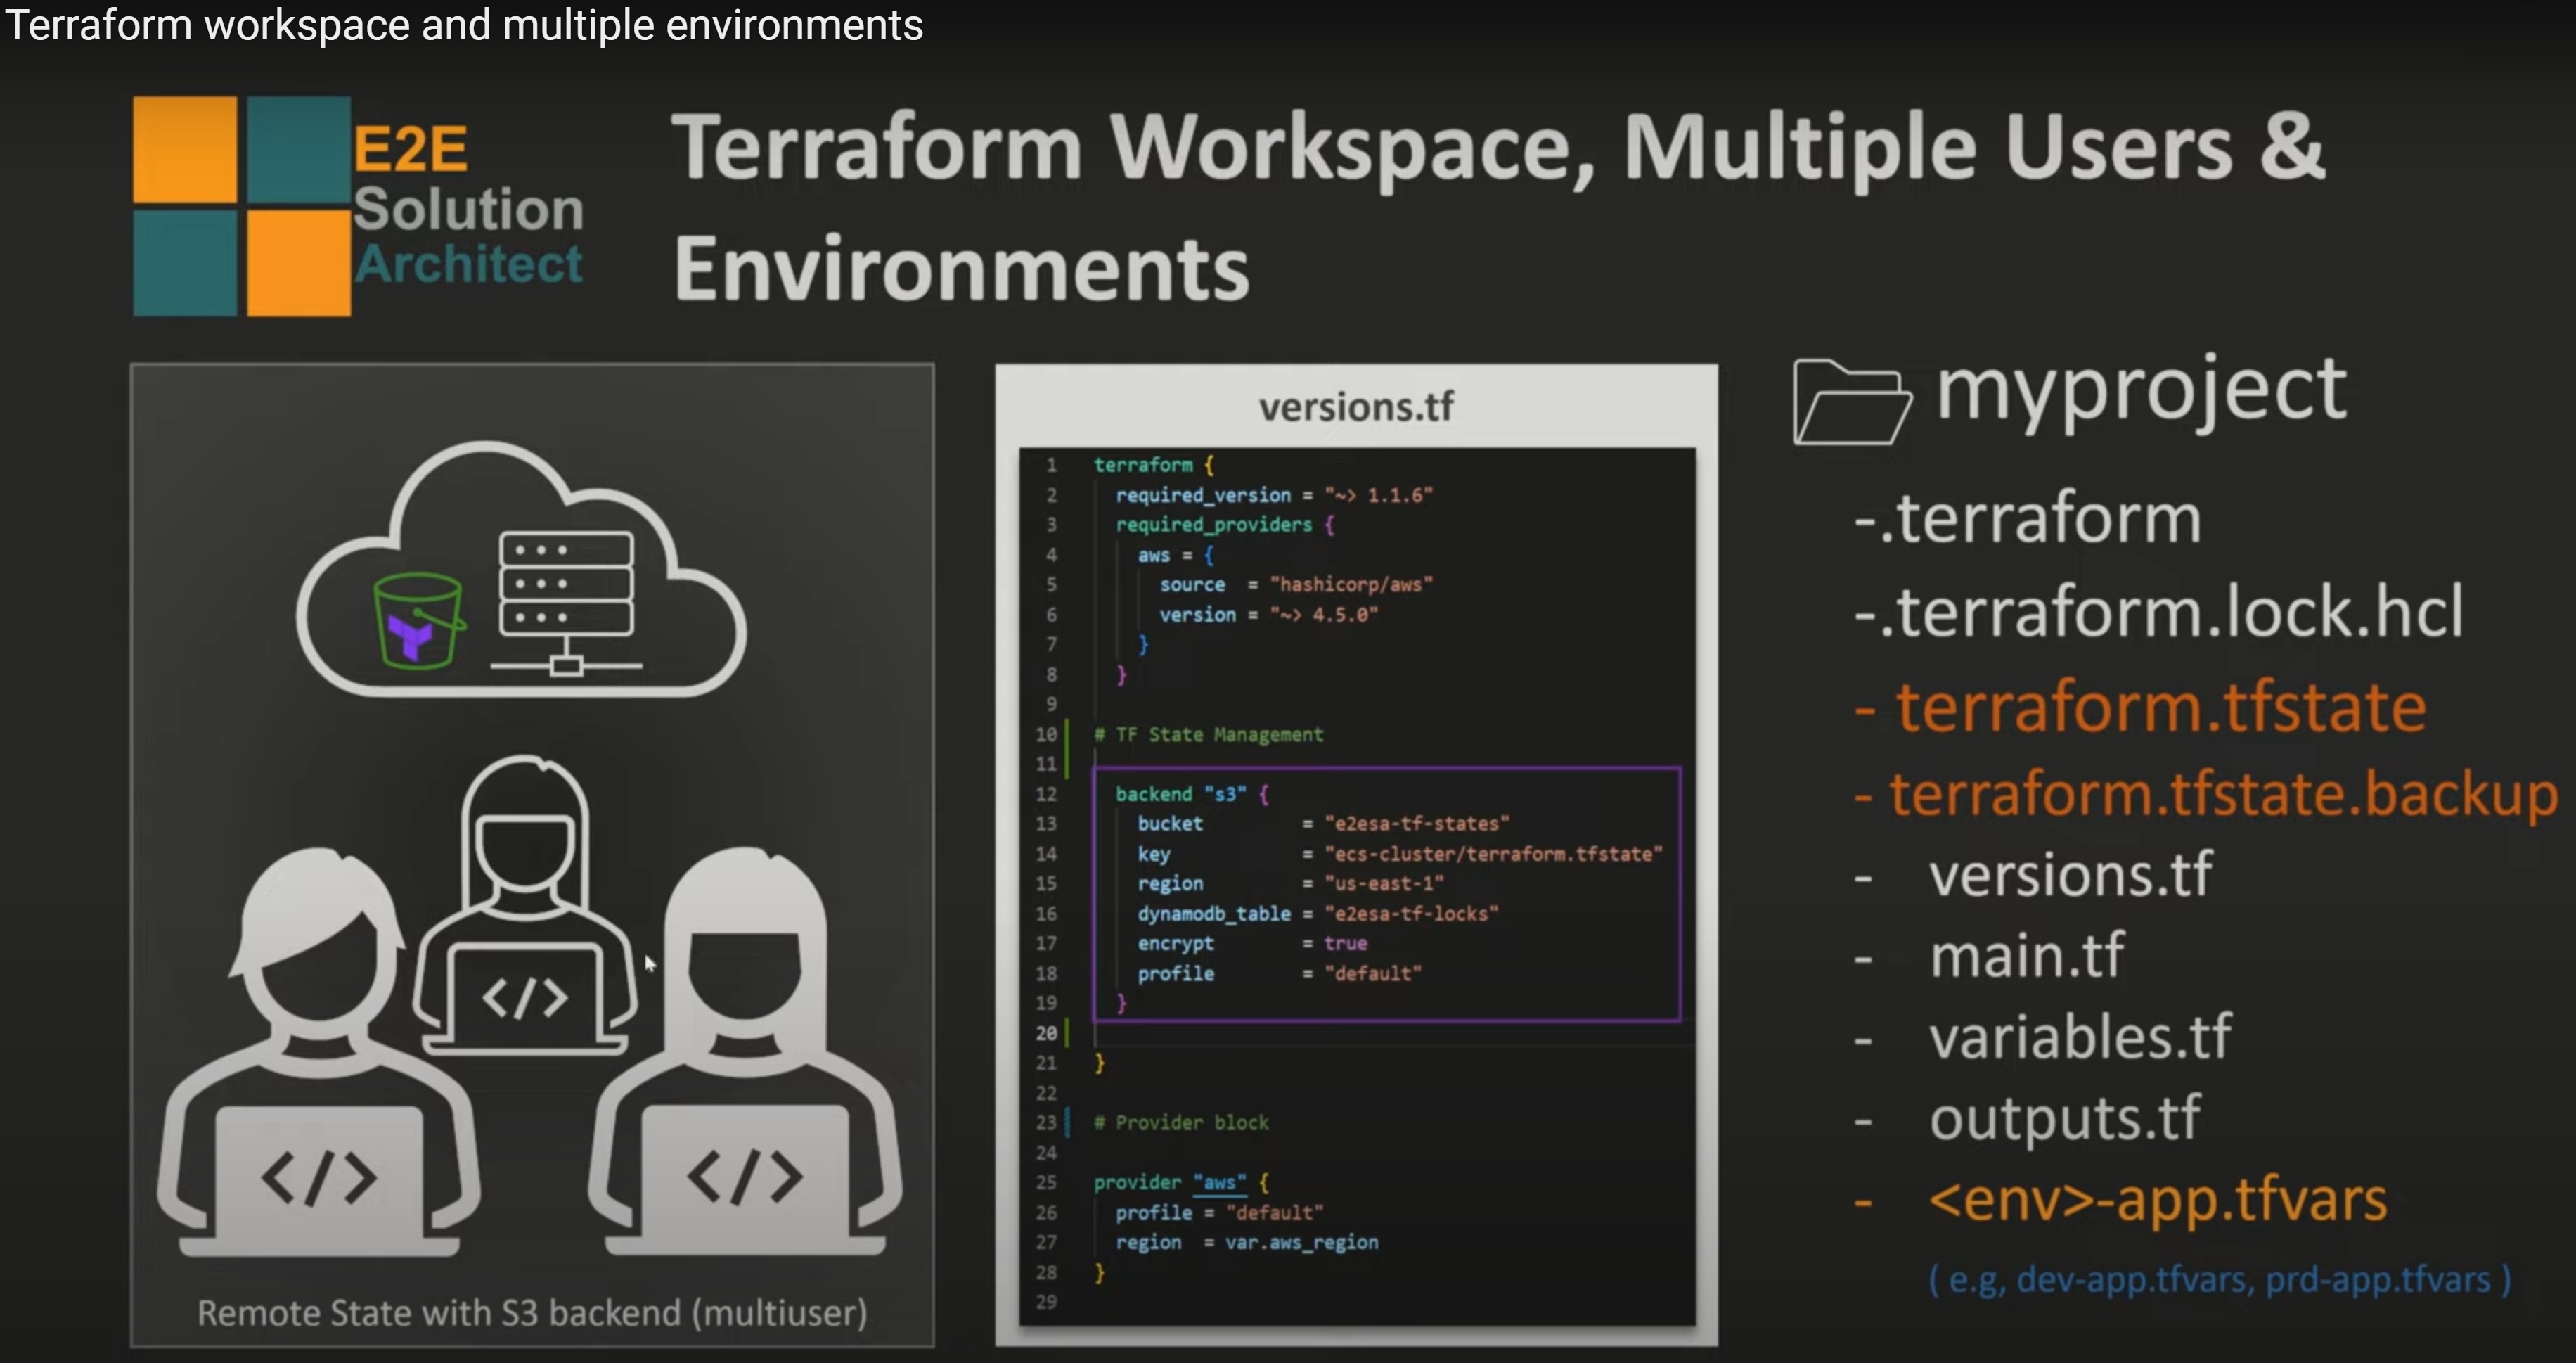 Terraform workspace and multiple environments
E2E
Solution
Architect
Terraform Workspace, Multiple Users &
Environments
</>
</>
</>
Remote State with S3 backend (multiuser)
versions.tf
1 terraform {
2 required_version = "~> 1.1.6"
3 required_providers {
4 aws = {
5 source = "hashicorp/aws"
6 version = "~> 4.5.0"
7 }
8 }
9
10 # TF State Management
11
12 backend "s3" {
13 bucket = "e2esa-tf-states"
14 key = "ecs-cluster/terraform.tfstate"
15 region = "us-east-1"
16 dynamodb_table = "e2esa-tf-locks"
17 encrypt = true
18 profile = "default"
19 }
20
21 }
22
23 # Provider block
24
25 provider "aws" {
26 profile = "default"
27 region = var.aws_region
28 }
29
myproject
-.terraform
-.terraform.lock.hcl
- terraform.tfstate
- terraform.tfstate.backup
- versions.tf
- main.tf
- variables.tf
- outputs.tf
- <env>-app.tfvars
( e.g, dev-app.tfvars, prd-app.tfvars )